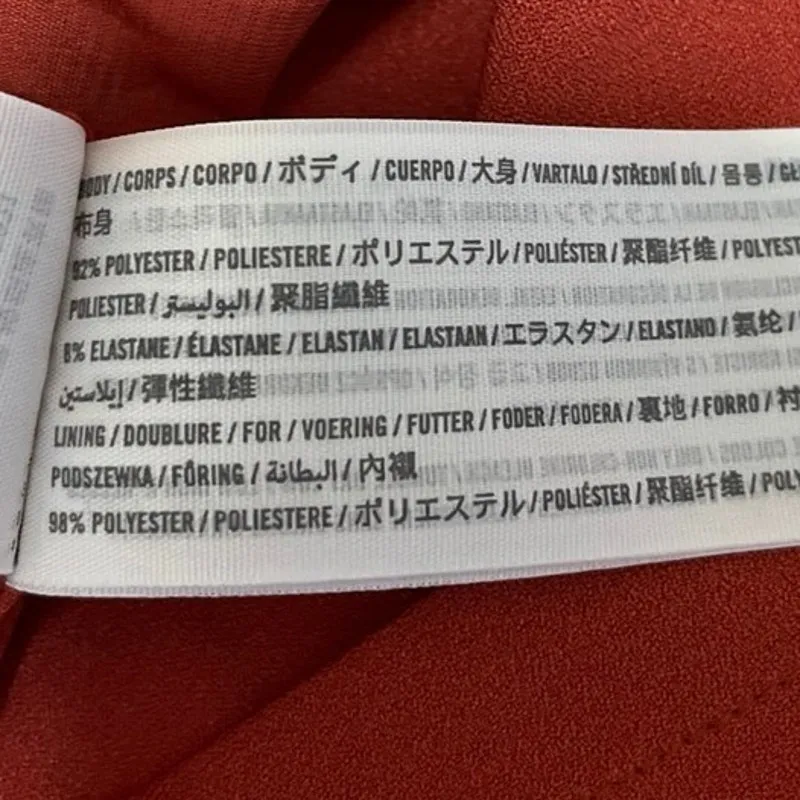 BODY / CORPS / CORPO / ボディ / CUERPO / 大身 / VARTALO / STŘEDNÍ DÍL / 몸통 /
布身
92% POLYESTER / POLIESTERE / ポリエステル / POLIÉSTER / 聚酯纤维 /
POLIESTER / البوليستر / 聚脂纖維
8% ELASTANE / ÉLASTANE / ELASTAN / ELASTAAN / エラスタン / ELASTANO / 氨纶 /
إيلاستين / 彈性纖維
LINING / DOUBLURE / FOR / VOERING / FUTTER / FODER / FODERA / 裏地 / FORRO /
PODSZEWKA / FÔRING / البطانة / 內襯
98% POLYESTER / POLIESTERE / ポリエステル / POLIÉSTER / 聚酯纤维 /